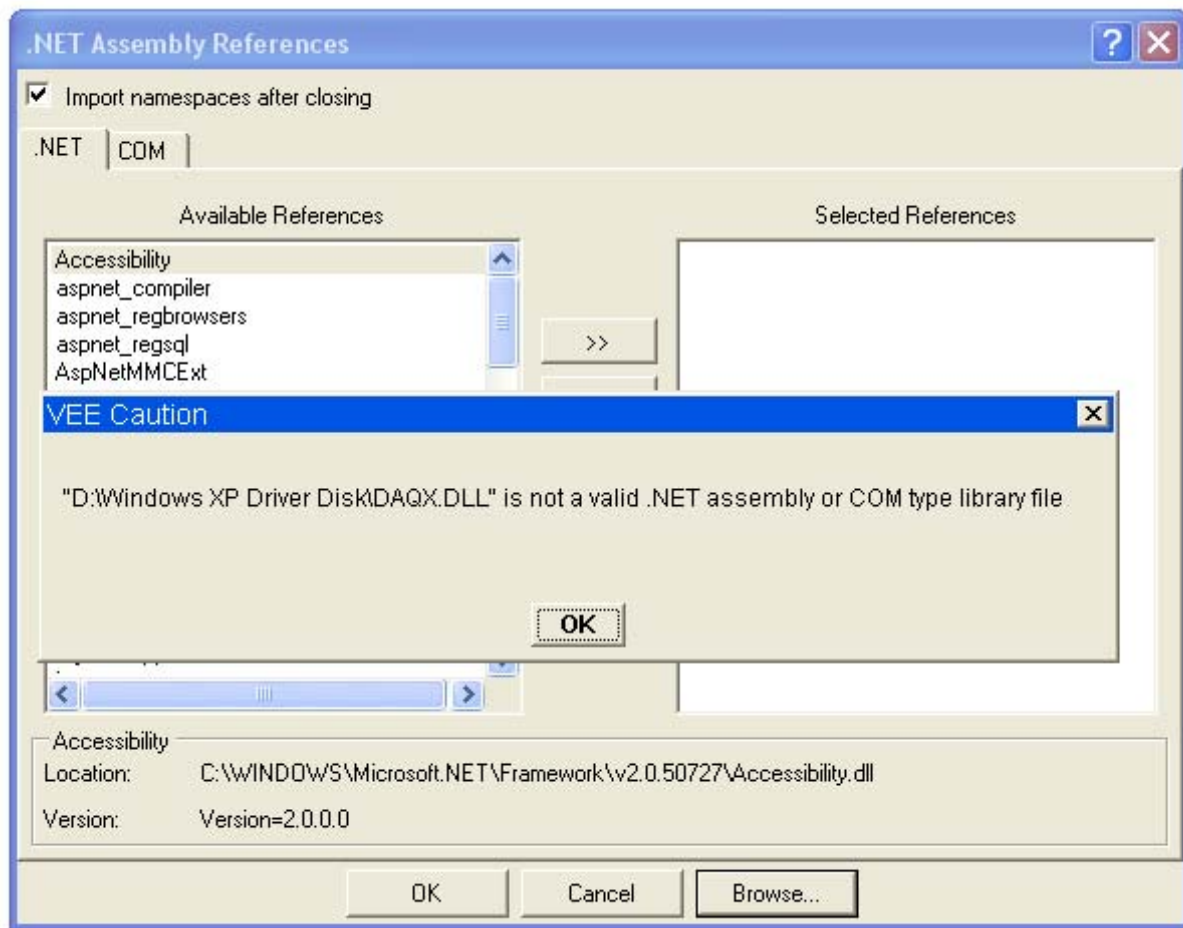 .NET Assembly References
Import namespaces after closing
.NET
COM
Available References
Selected References
Accessibility
aspnet_compiler
aspnet_regbrowsers
aspnet_regsql
AspNetMMCExt
>>
VEE Caution
"D:\Windows XP Driver Disk\DAQX.DLL" is not a valid .NET assembly or COM type library file
OK
Accessibility
Location: C:\WINDOWS\Microsoft.NET\Framework\v2.0.50727\Accessibility.dll
Version: Version=2.0.0.0
OK
Cancel
Browse...